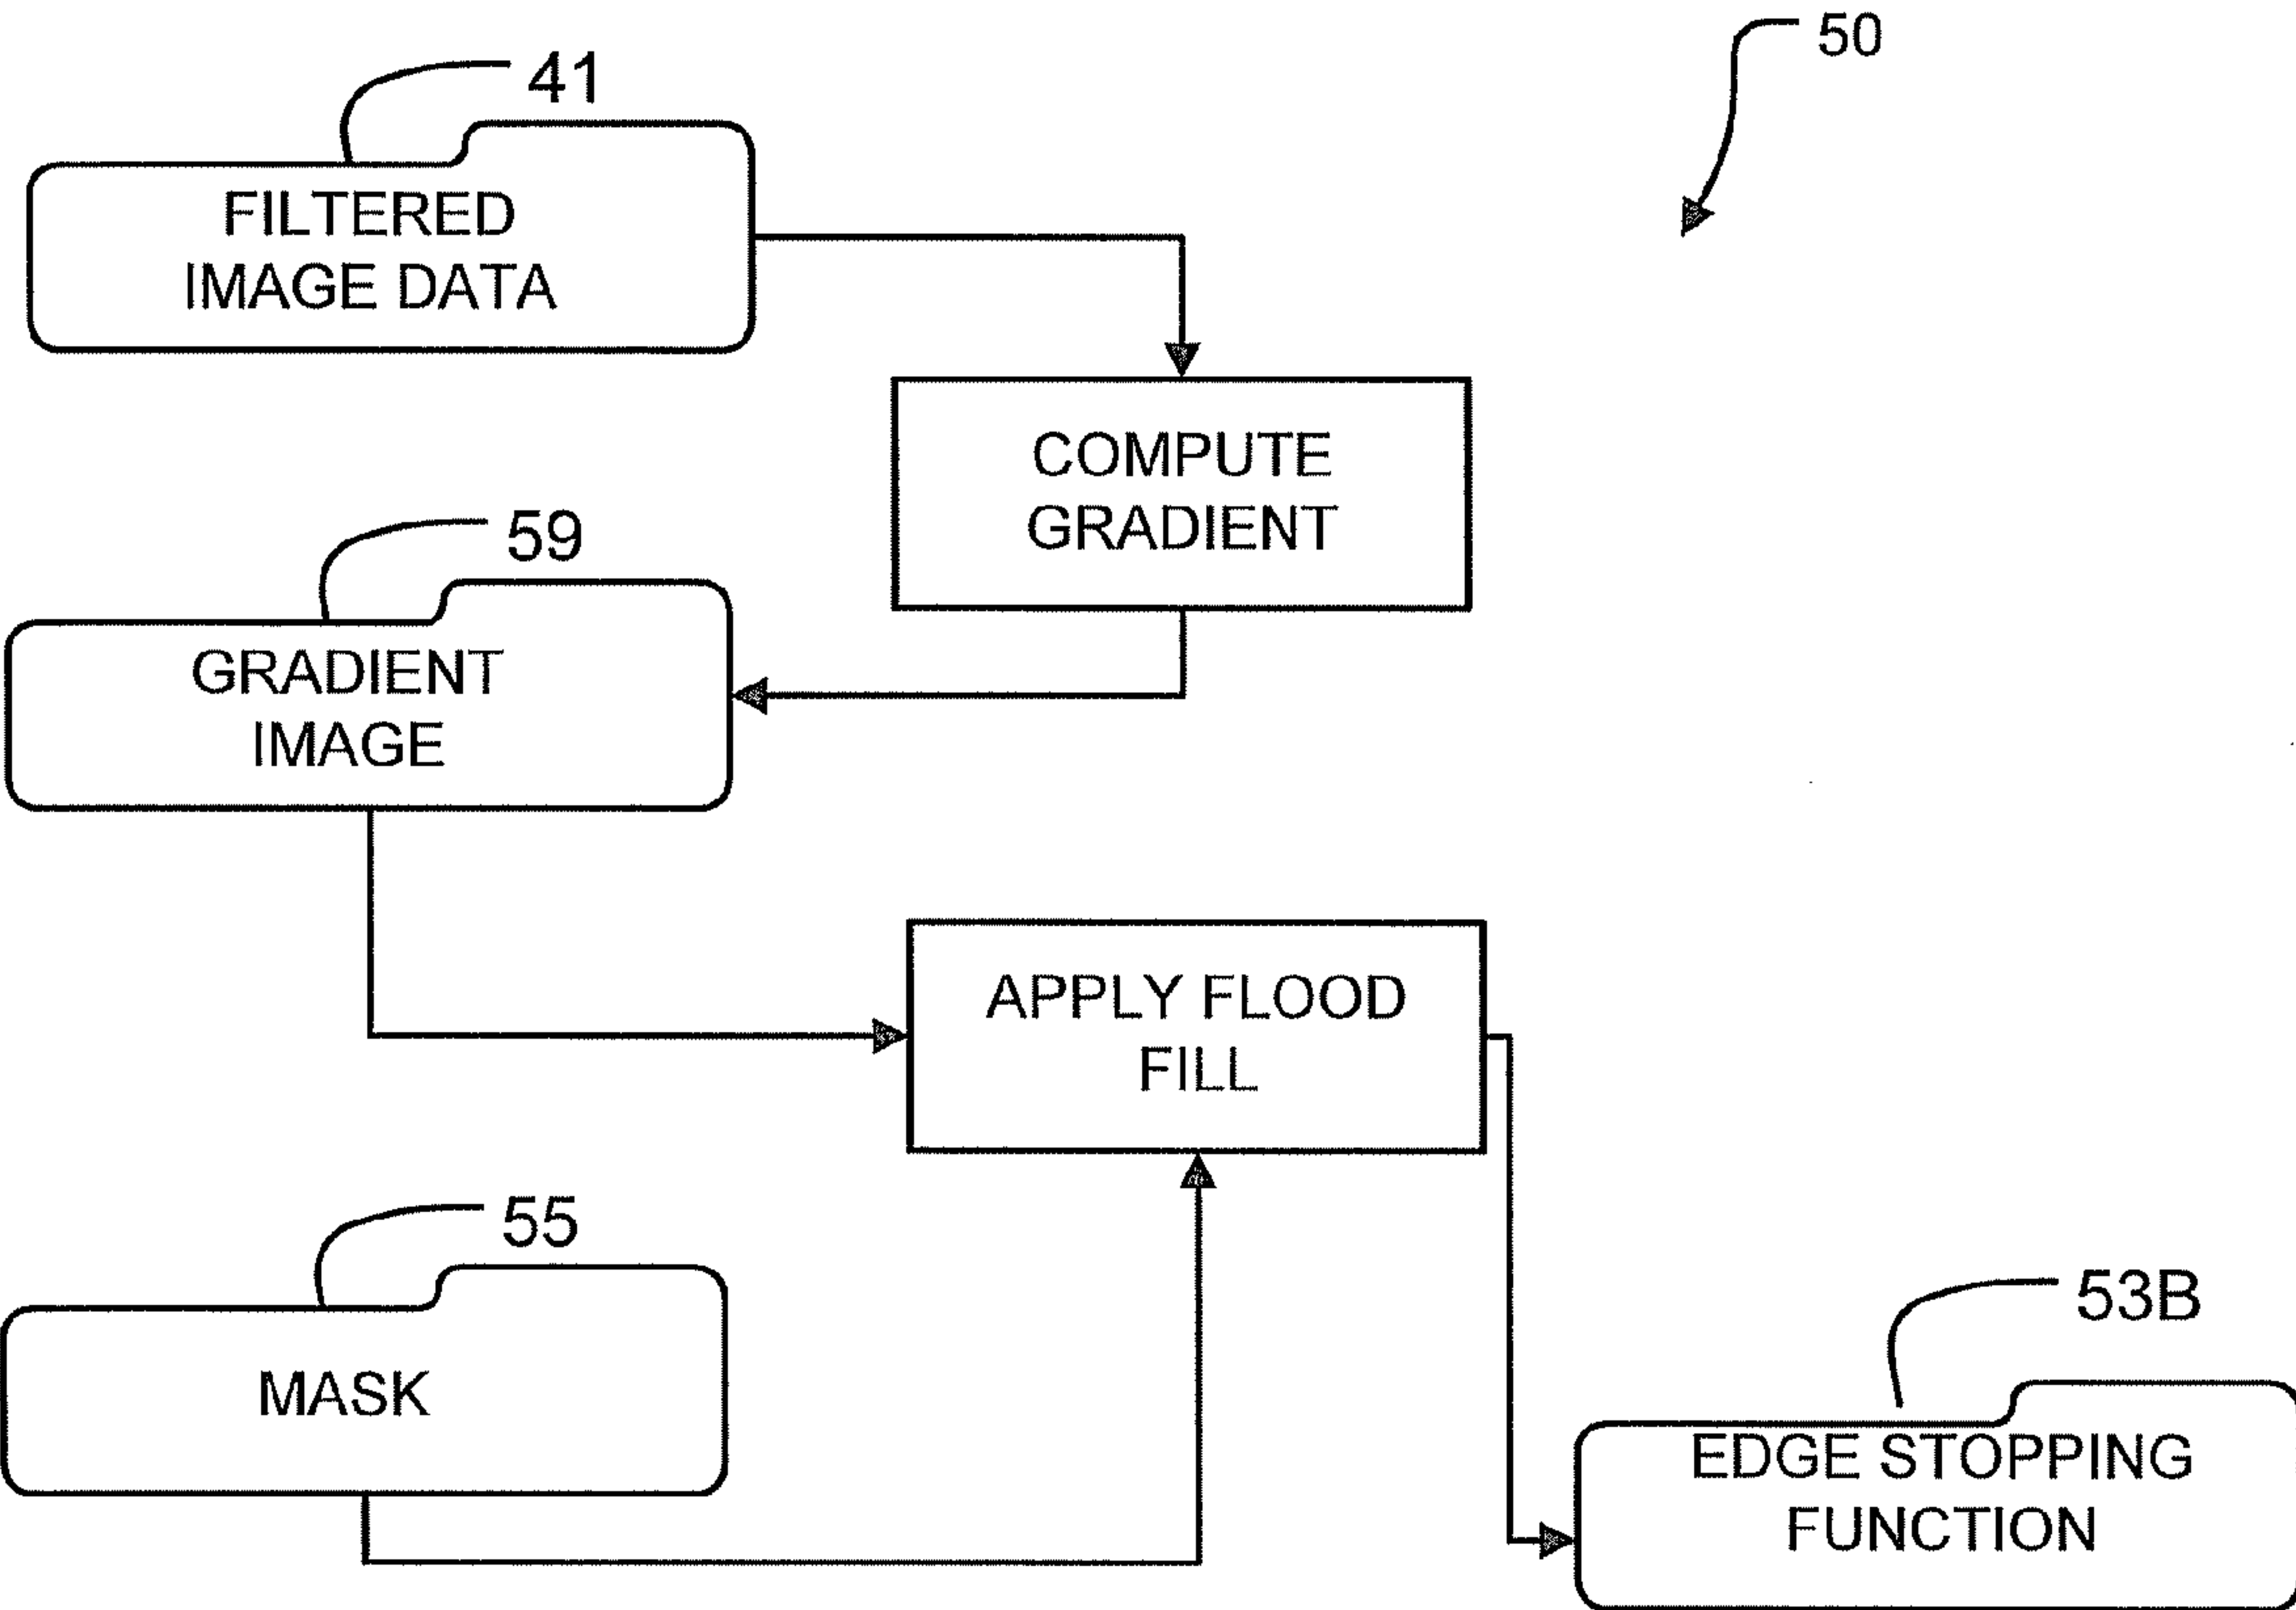 50
41
FILTERED
IMAGE DATA
COMPUTE
GRADIENT
59
GRADIENT
IMAGE
APPLY FLOOD
FILL
55
MASK
53B
EDGE STOPPING
FUNCTION